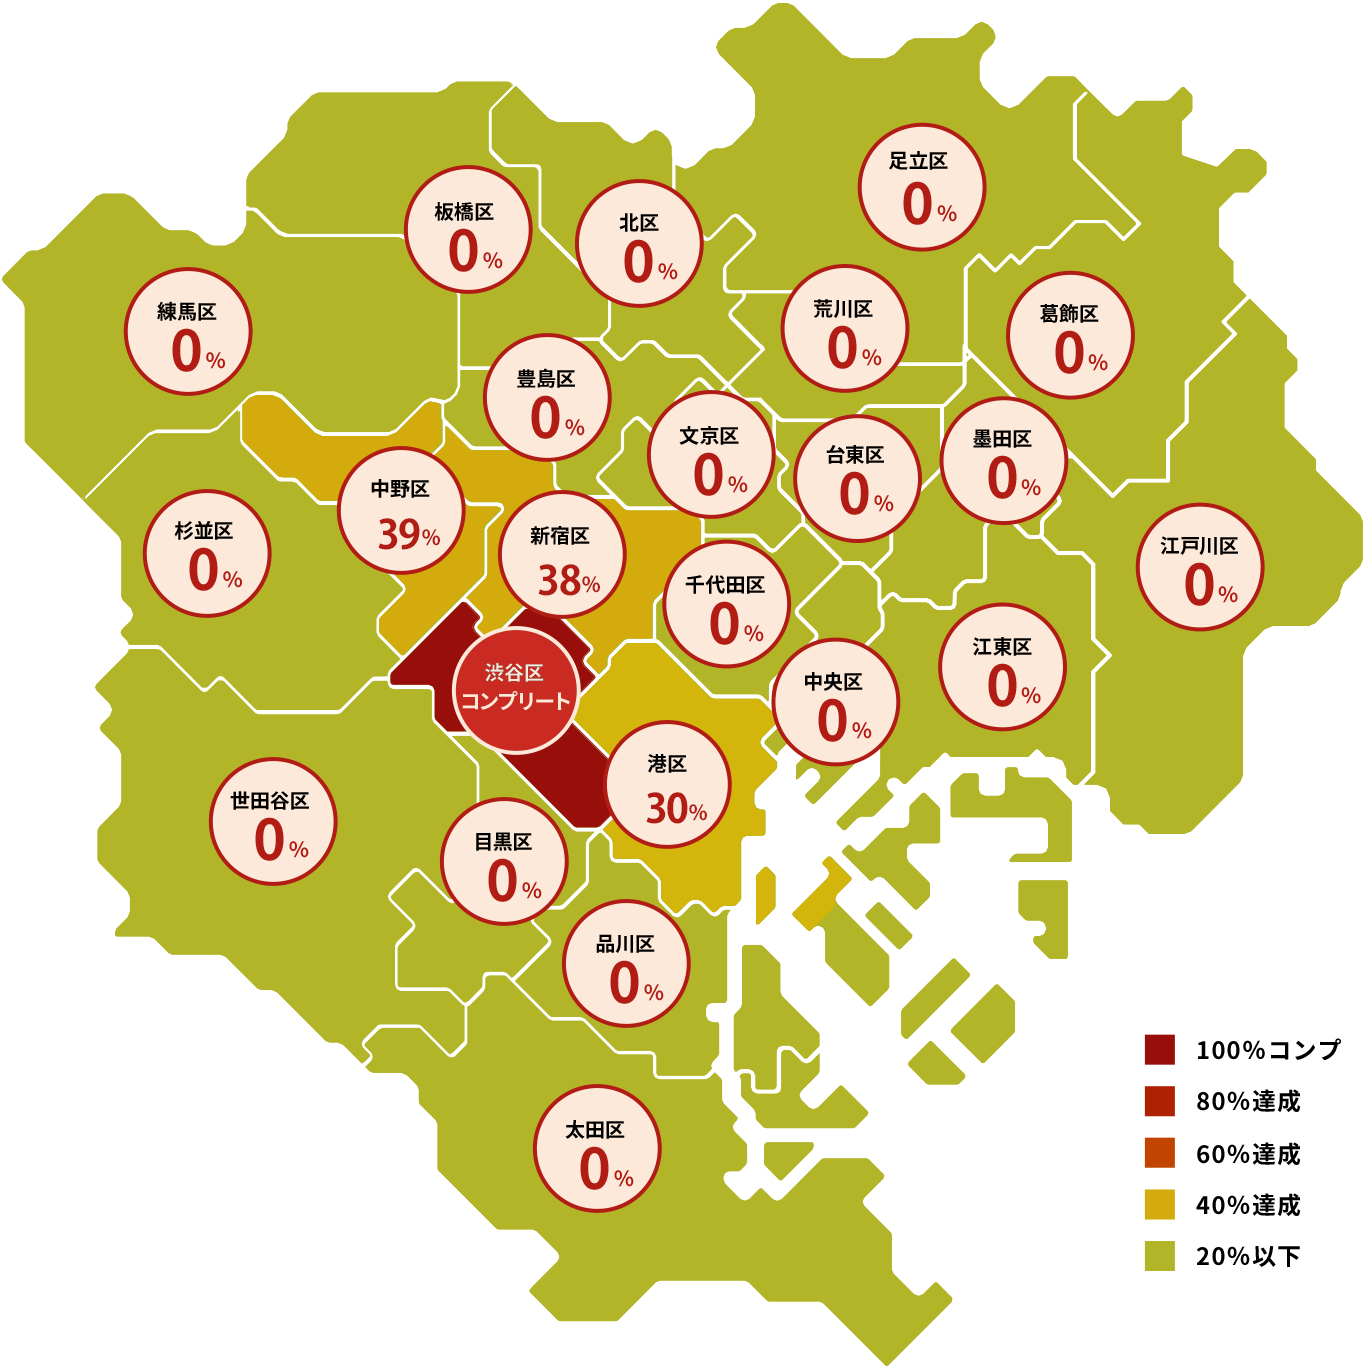 足立区
0%
板橋区
0%
北区
0%
練馬区
0%
荒川区
0%
葛飾区
0%
豊島区
0%
文京区
0%
台東区
0%
墨田区
0%
中野区
39%
杉並区
0%
新宿区
38%
江戸川区
0%
千代田区
0%
渋谷区
コンプリート
中央区
0%
江東区
0%
港区
30%
世田谷区
0%
目黒区
0%
品川区
0%
太田区
0%
100%コンプ
80%達成
60%達成
40%達成
20%以下